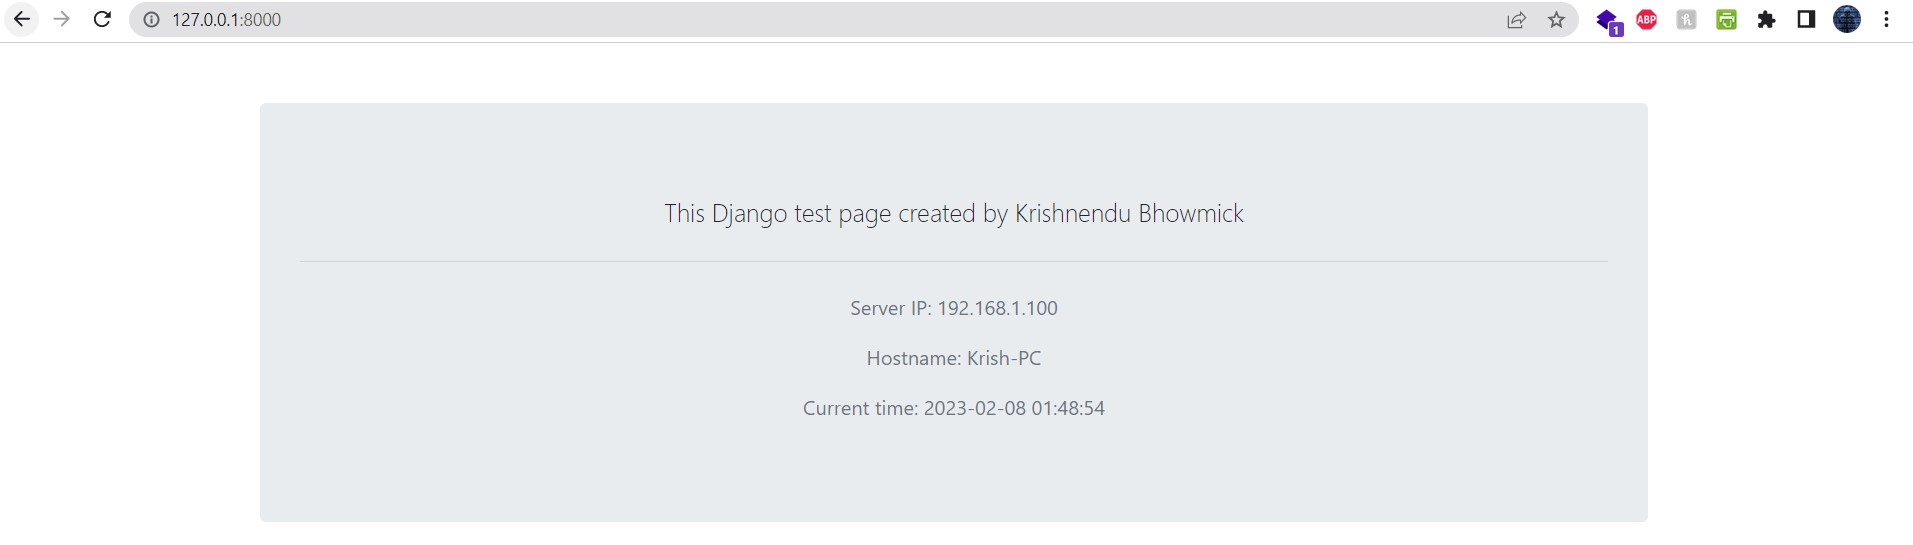 127.0.0.1:8000
1
ABP
This Django test page created by Krishnendu Bhowmick
Server IP: 192.168.1.100
Hostname: Krish-PC
Current time: 2023-02-08 01:48:54